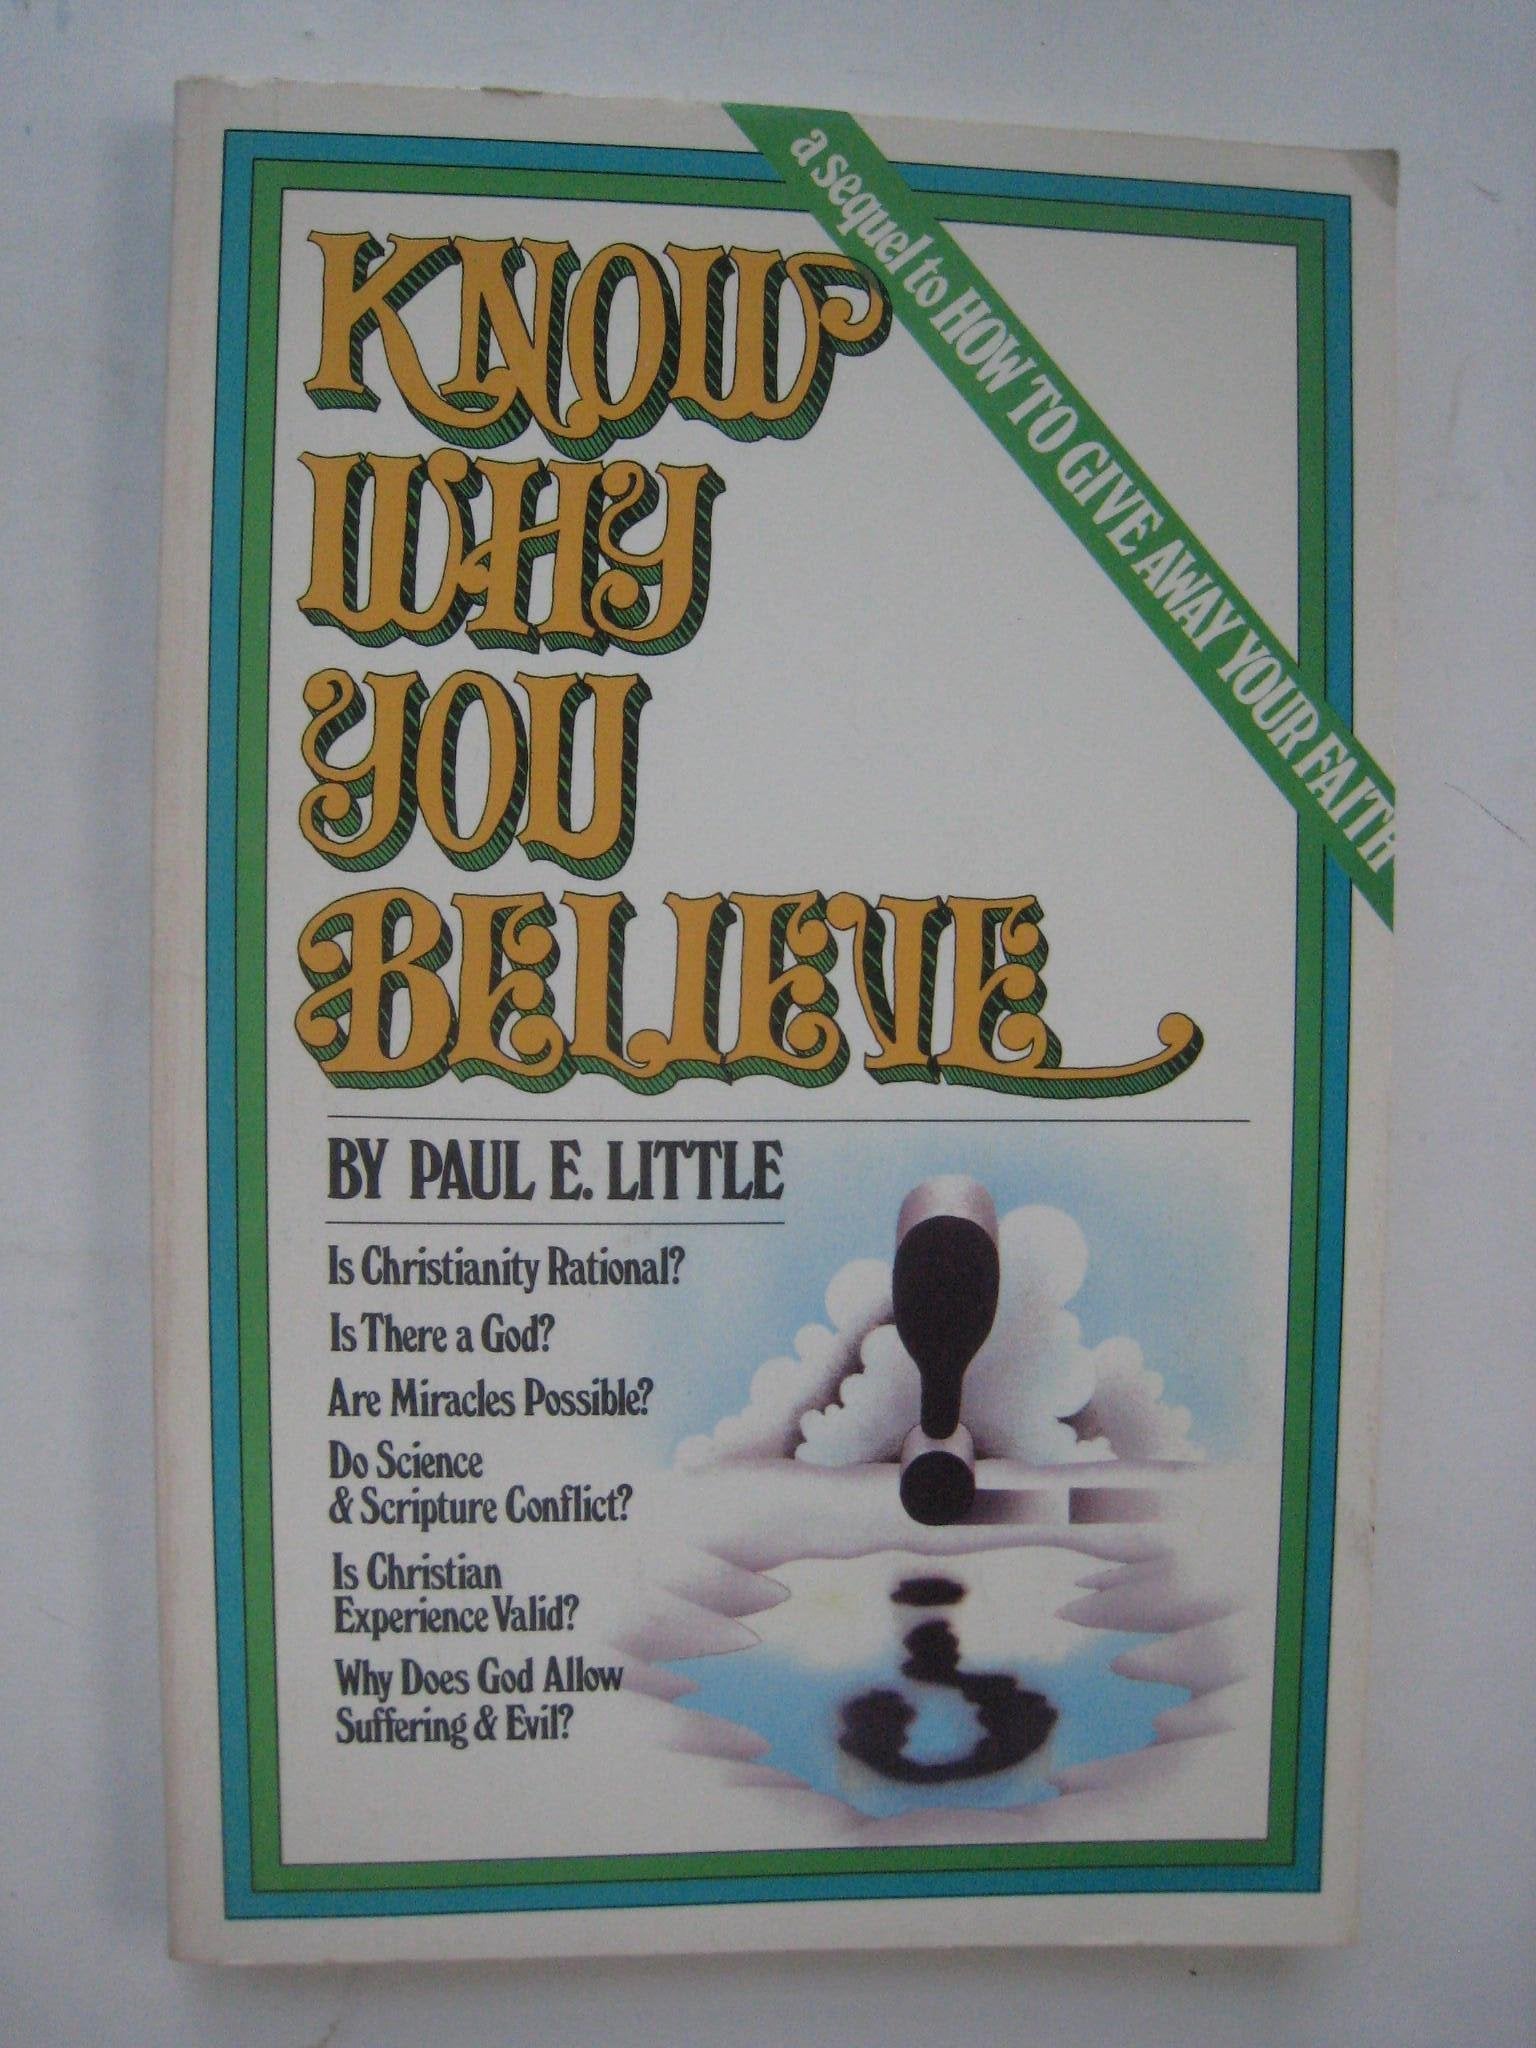 a sequel to HOW TO GIVE AWAY YOUR FAITH
KNOW
WHY
YOU
BELIEVE
BY PAUL E. LITTLE
Is Christianity Rational?
Is There a God?
Are Miracles Possible?
Do Science
& Scripture Conflict?
Is Christian
Experience Valid?
Why Does God Allow
Suffering & Evil?